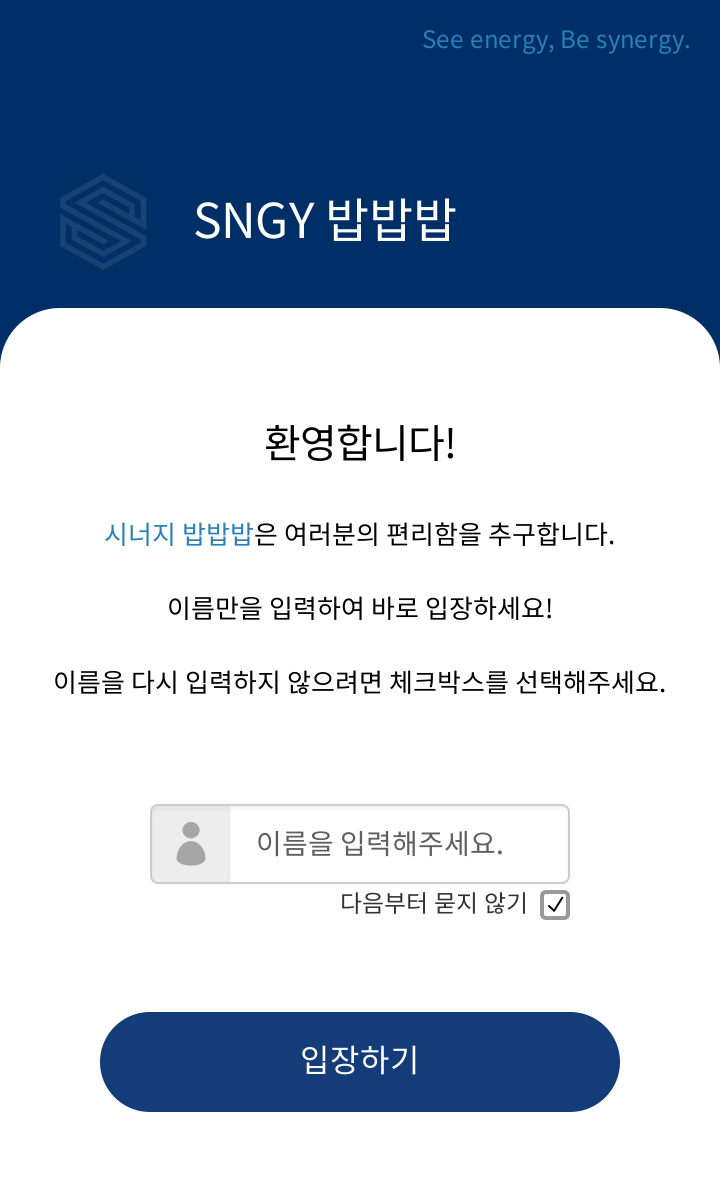 See energy, Be synergy.
SNGY 밥밥밥
환영합니다!
시너지 밥밥밥은 여러분의 편리함을 추구합니다.
이름만을 입력하여 바로 입장하세요!
이름을 다시 입력하지 않으려면 체크박스를 선택해주세요.
이름을 입력해주세요.
다음부터 묻지 않기
입장하기